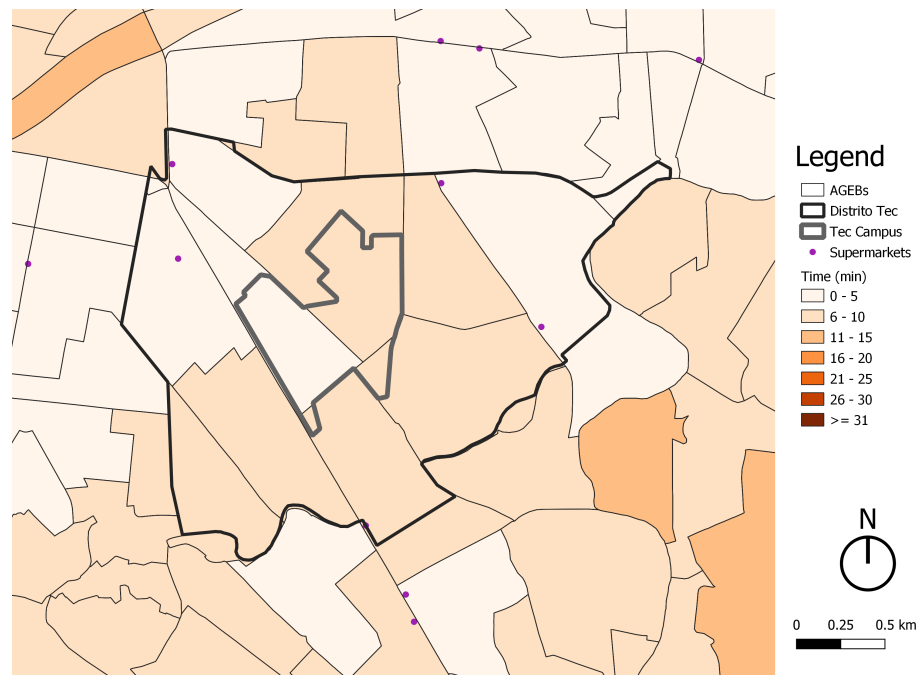 Legend
AGEBs
Distrito Tec
Tec Campus
Supermarkets
Time (min)
0 - 5
6 - 10
11 - 15
16 - 20
21 - 25
26 - 30
>= 31
N
0 0.25 0.5 km